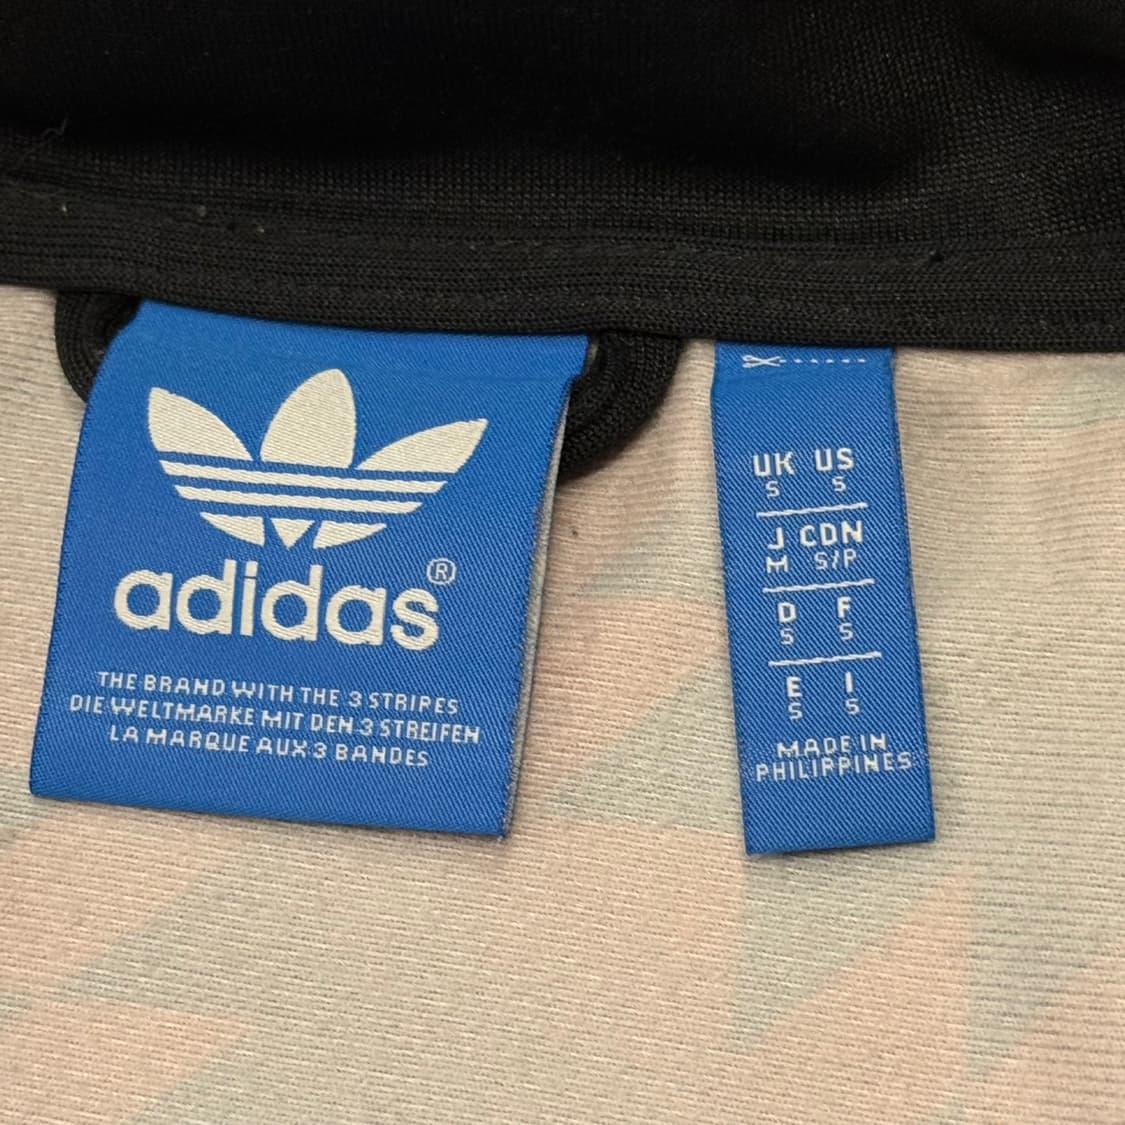 adidas®
THE BRAND WITH THE 3 STRIPES
DIE WELTMARKE MIT DEN 3 STREIFEN
LA MARQUE AUX 3 BANDES
UK US
S S
J CDN
M S/P
D F
S S
E I
S S
MADE IN
PHILIPPINES